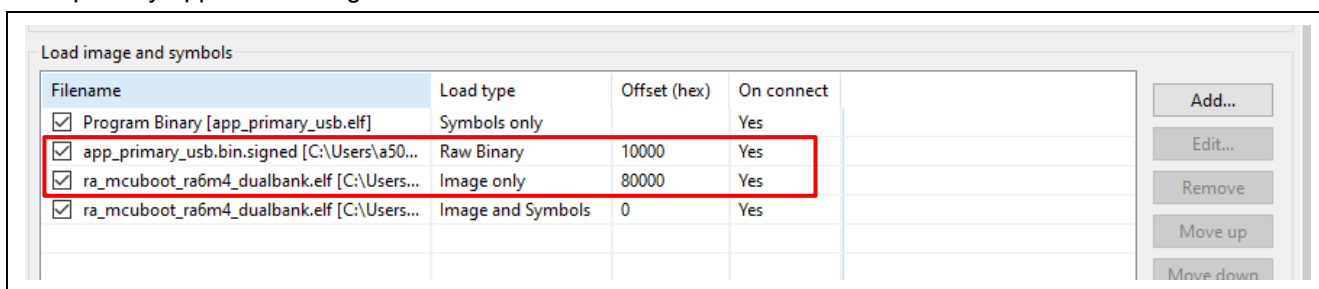 Load image and symbols
Filename Load type Offset (hex) On connect
Program Binary [app_primary_usb.elf] Symbols only Yes
app_primary_usb.bin.signed [C:\Users\a50... Raw Binary 10000 Yes
ra_mcuboot_ra6m4_dualbank.elf [C:\Users... Image only 80000 Yes
ra_mcuboot_ra6m4_dualbank.elf [C:\Users... Image and Symbols 0 Yes
Add...
Edit...
Remove
Move up
Move down